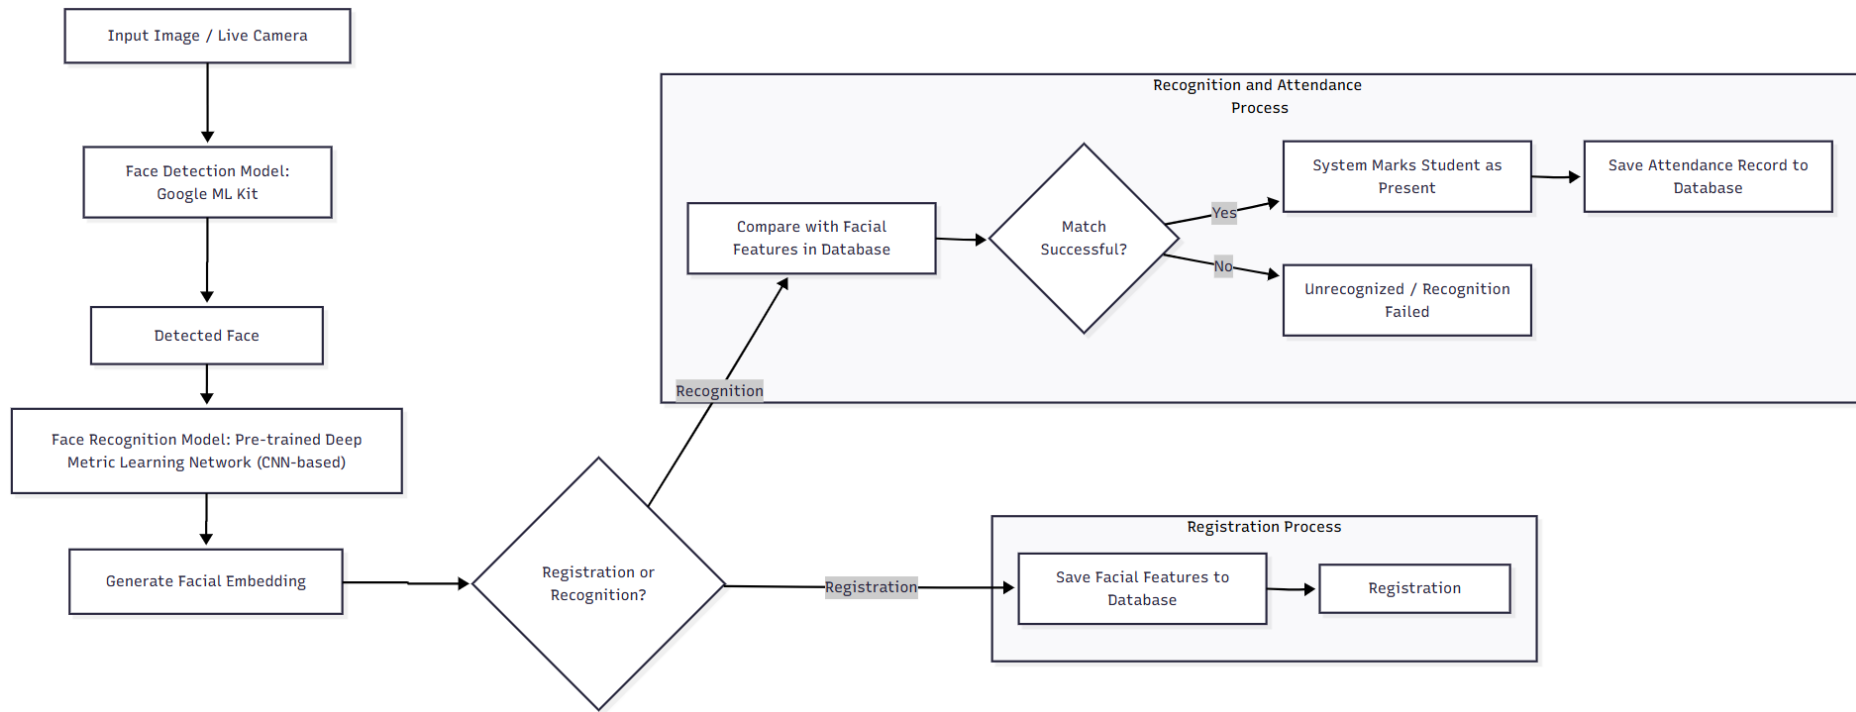 Input Image / Live Camera
Face Detection Model:
Google ML Kit
Detected Face
Face Recognition Model: Pre-trained Deep
Metric Learning Network (CNN-based)
Generate Facial Embedding
Registration or
Recognition?
Recognition
Recognition and Attendance
Process
Compare with Facial
Features in Database
Match
Successful?
Yes
System Marks Student as
Present
Save Attendance Record to
Database
No
Unrecognized / Recognition
Failed
Registration
Registration Process
Save Facial Features to
Database
Registration